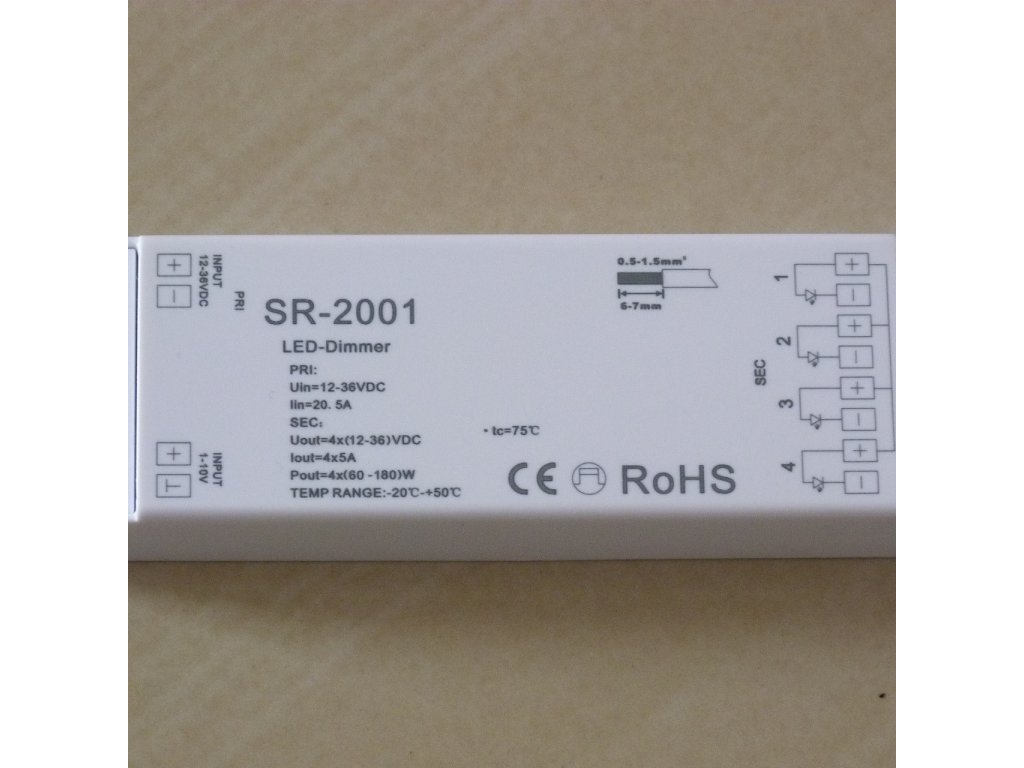 +
-
INPUT
12-36VDC
PRI
SR-2001
LED-Dimmer
PRI:
Uin=12-36VDC
Iin=20. 5A
SEC:
Uout=4x(12-36)VDC
Iout=4x5A
Pout=4x(60-180)W
TEMP RANGE:-20℃-+50℃
+
T
INPUT
1-10V
• tc=75℃
CE RoHS
0.5-1.5mm²
6-7mm
SEC
1
+
-
2
+
-
3
+
-
4
+
-